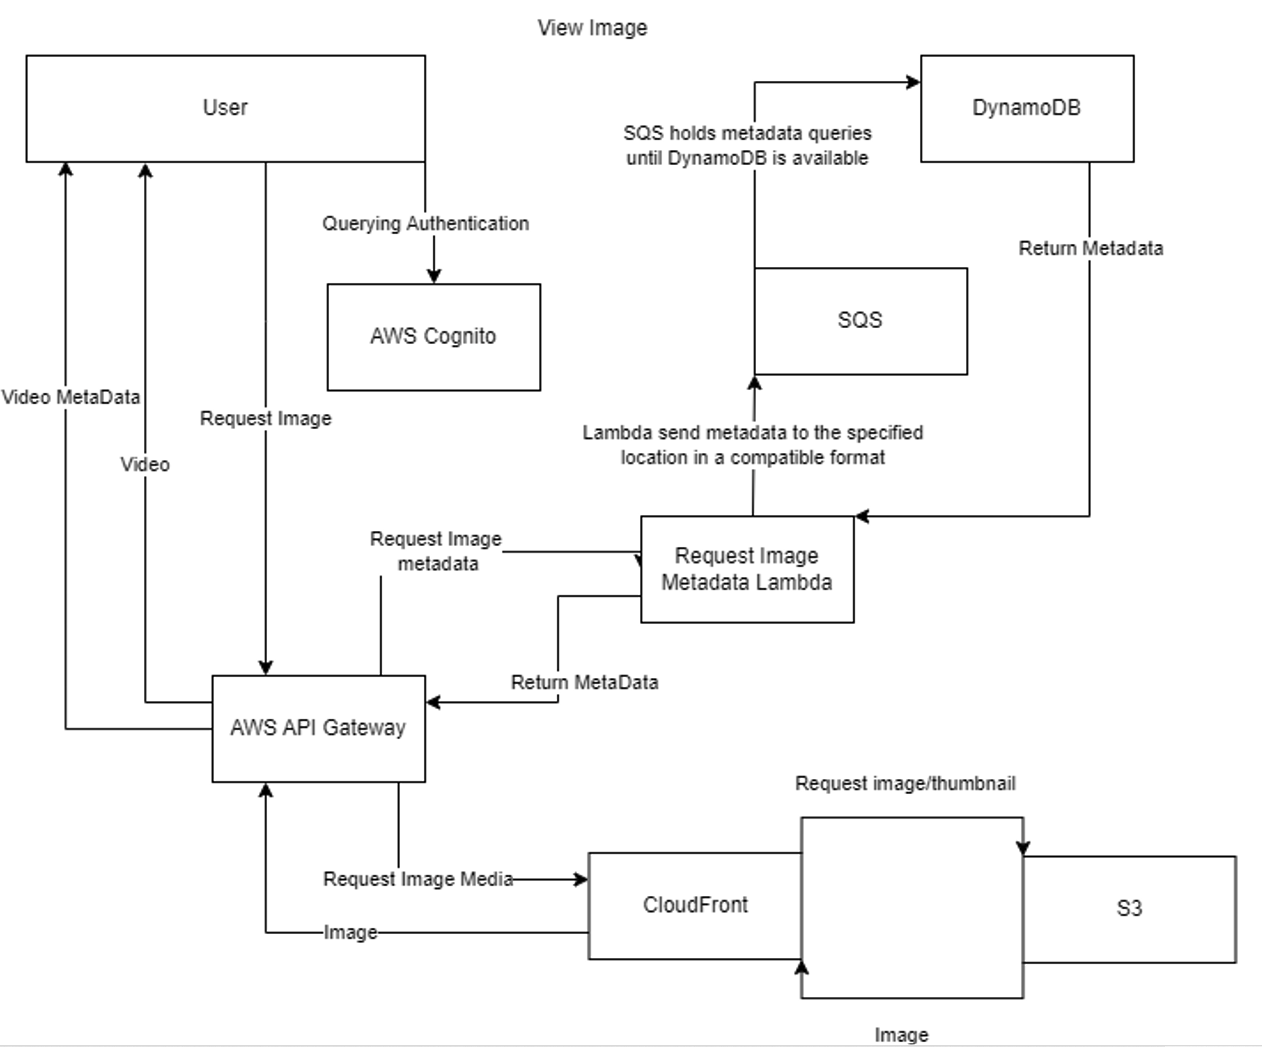 View Image
User
DynamoDB
SQS holds metadata queries
until DynamoDB is available
Querying Authentication
Return Metadata
SQS
AWS Cognito
Video MetaData
Request Image
Lambda send metadata to the specified
location in a compatible format
Video
Request Image
metadata
Request Image
Metadata Lambda
Return MetaData
AWS API Gateway
Request image/thumbnail
Request Image Media
CloudFront
S3
Image
Image